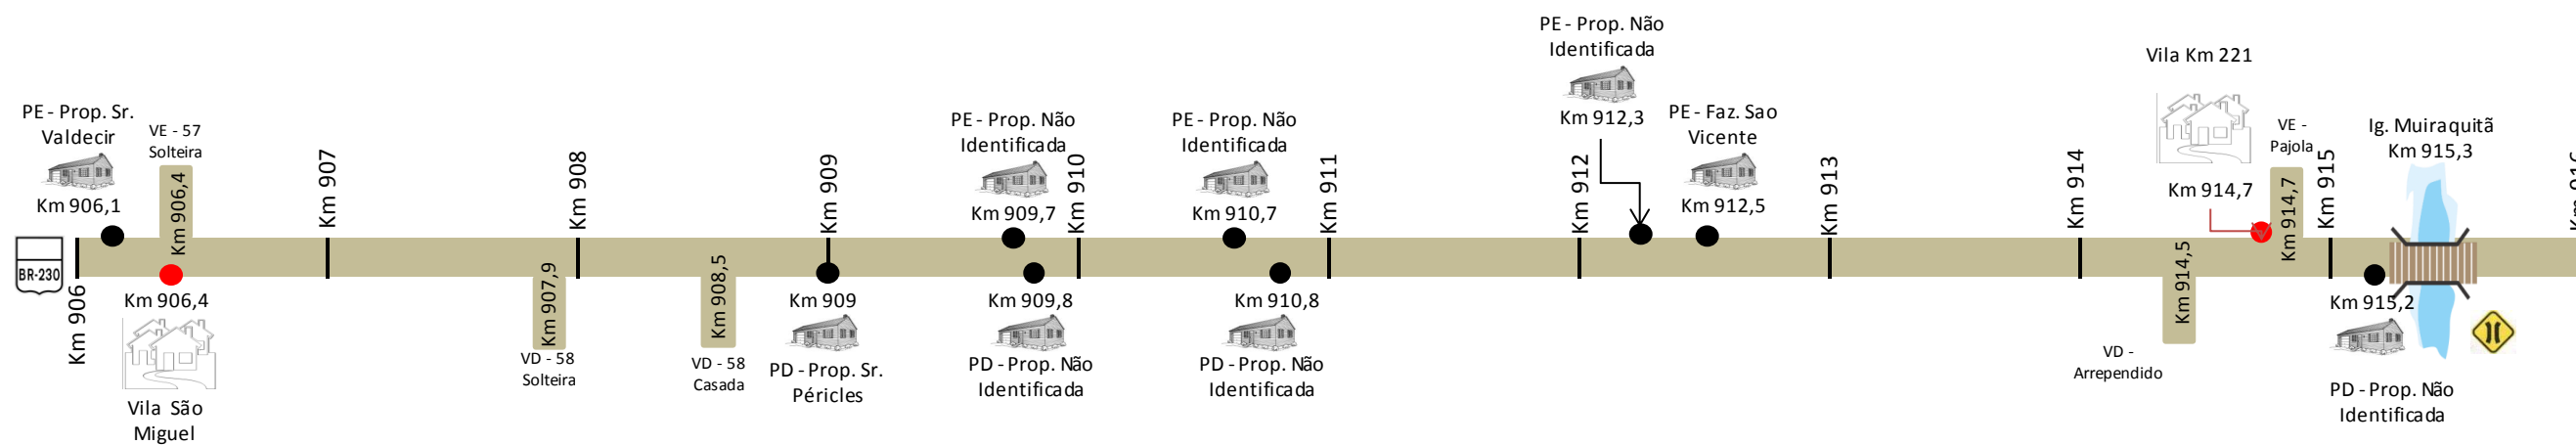 PE - Prop. Sr.
Valdecir
Km 906,1
BR-230
Km 906
VE - 57
Solteira
Km 906,4
Km 906,4
Vila São
Miguel
Km 907
Km 907,9
VD - 58
Solteira
Km 908
Km 908,5
VD - 58
Casada
Km 909
Km 909
PD - Prop. Sr.
Péricles
PE - Prop. Não
Identificada
Km 909,7
Km 909,8
PD - Prop. Não
Identificada
Km 910
PE - Prop. Não
Identificada
Km 910,7
Km 910,8
PD - Prop. Não
Identificada
Km 911
Km 912
PE - Prop. Não
Identificada
Km 912,3
PE - Faz. Sao
Vicente
Km 912,5
Km 913
Km 914
Km 914,5
VD -
Arrependido
Vila Km 221
Km 914,7
VE -
Pajola
Km 914,7
Km 915
Km 915,2
PD - Prop. Não
Identificada
Ig. Muiraquitã
Km 915,3